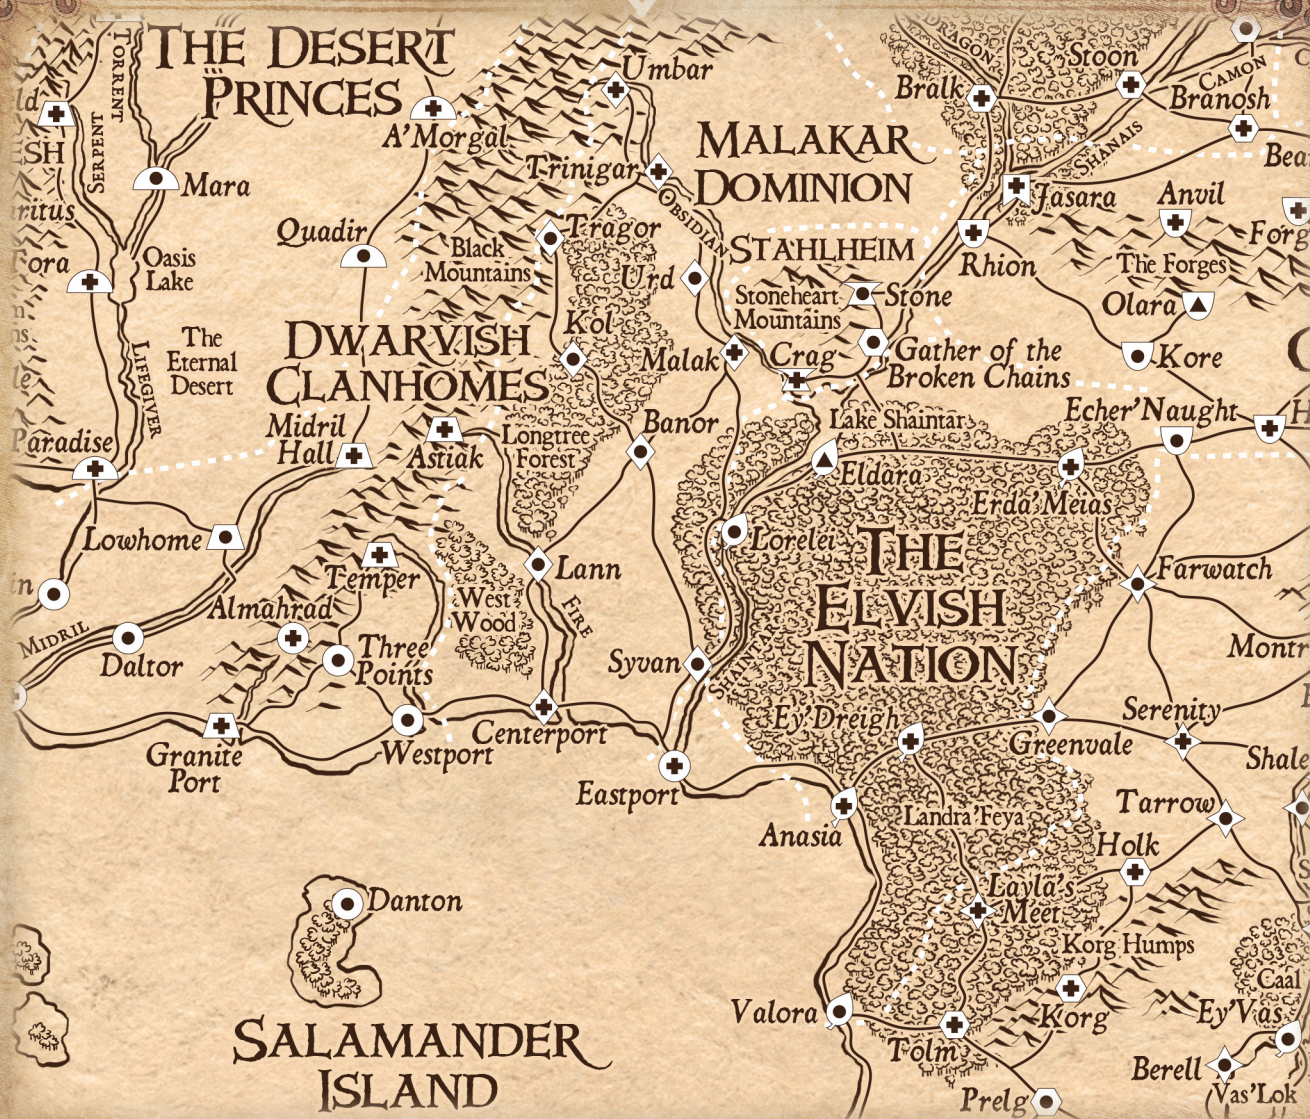 TORRENT
THE DESERT
PRINCES
DRAGON
Stoon
Umbar
Bralk
CAMON
Branosh
A'Morgal
SERPENT
MALAKAR
DOMINION
SHANAIS
Trinigar
Mara
OBSIDIAN
Jasara
Anvil
Quadir
Tragor
STAHLHEIM
Black
Mountains
Oasis
Lake
Urd
Rhion
The Forges
Stoneheart
Mountains
Stone
Olara
DWARVISH
CLANHOMES
Kol
The
Eternal
Desert
LIFEGIVER
Malak
Crag
Gather of the
Broken Chains
Kore
Midril
Hall
Banor
Lake Shaintar
Echer'Naught
Paradise
Astiak
Longtree
Forest
Eldara
Erda'Meias
Lowhome
Lorelei
THE
ELVISH
NATION
Temper
Lann
Farwatch
Almahrad
West
Wood
FIRE
MIDRIL
Daltor
Three
Points
Syvan
SHAINTAR
Ey'Dreigh
Serenity
Granite
Port
Westport
Centerport
Greenvale
Eastport
Tarrow
Anasia
Landra'Feya
Holk
Danton
Layla's
Meet
Korg Humps
Caal
Valora
Korg
Ey'Vas
SALAMANDER
ISLAND
Tolm
Berell
Prelg
Vas'Lok